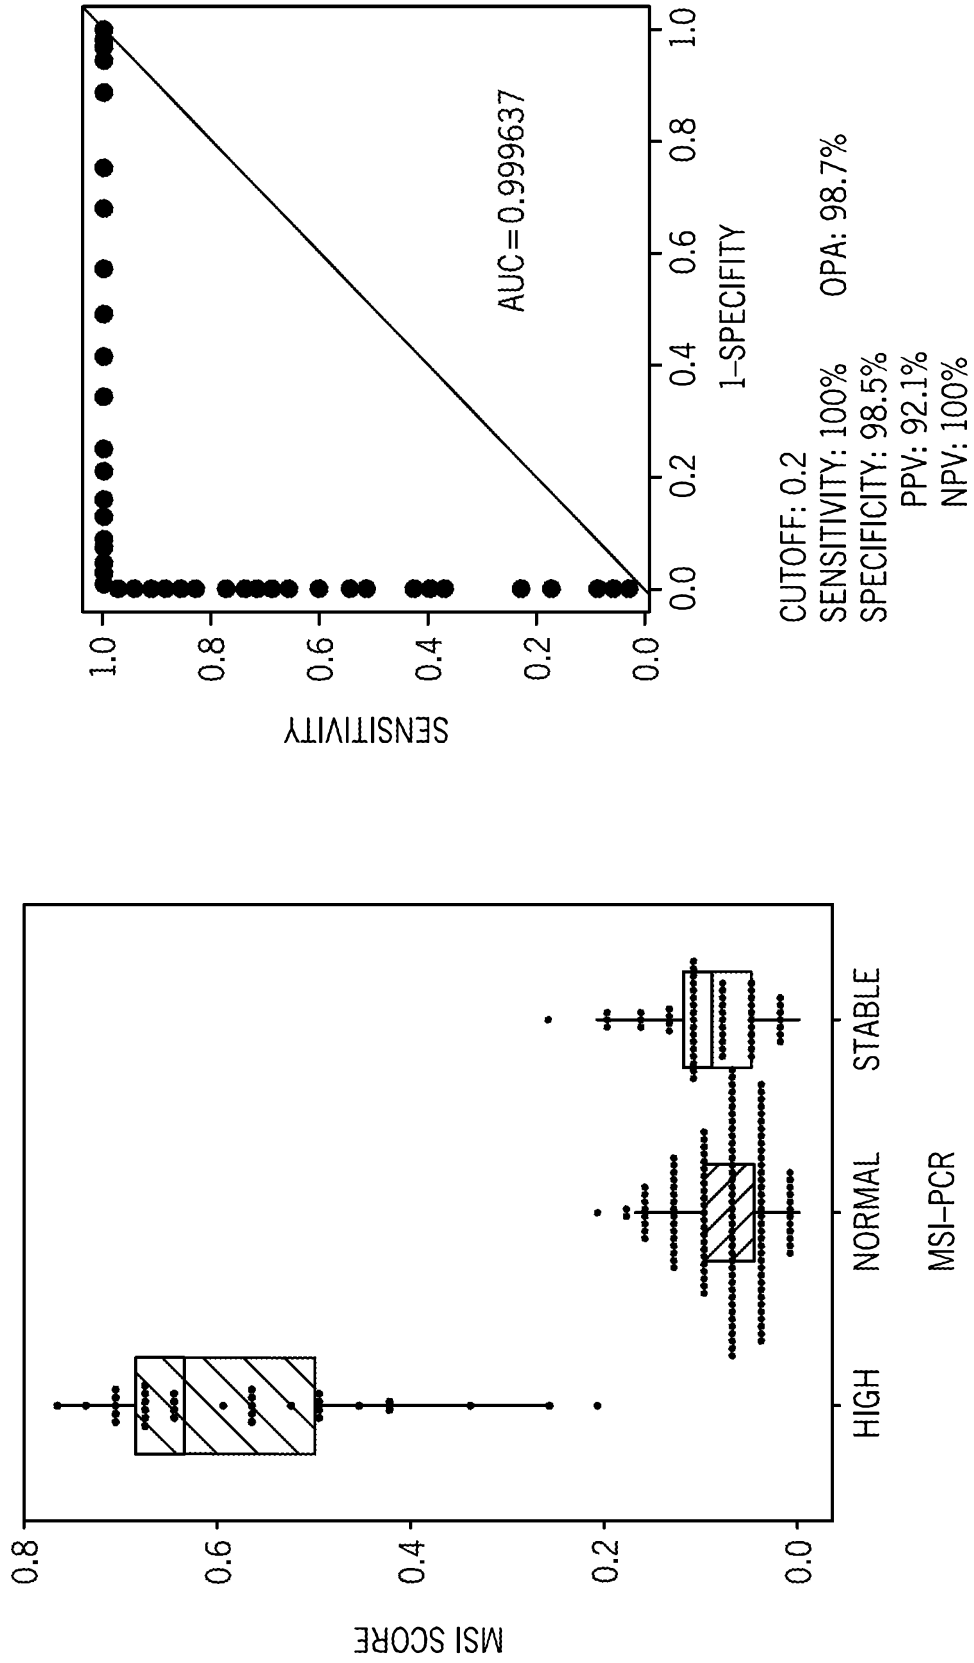 MSI SCORE
0.8
0.6
0.4
0.2
0.0
HIGH
NORMAL
STABLE
MSI–PCR
SENSITIVITY
1.0
0.8
0.6
0.4
0.2
0.0
AUC = 0.999637
0.0
0.2
0.4
0.6
0.8
1.0
1–SPECIFITY
CUTOFF: 0.2
SENSITIVITY: 100% OPA: 98.7%
SPECIFICITY: 98.5%
PPV: 92.1%
NPV: 100%